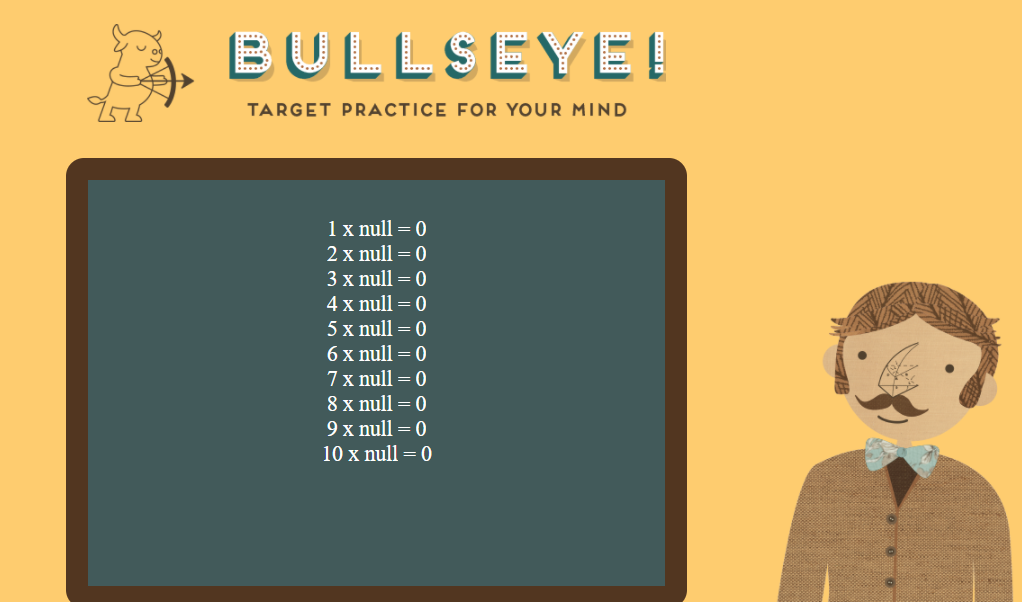 BULLSEYE!
TARGET PRACTICE FOR YOUR MIND
1 x null = 0
2 x null = 0
3 x null = 0
4 x null = 0
5 x null = 0
6 x null = 0
7 x null = 0
8 x null = 0
9 x null = 0
10 x null = 0